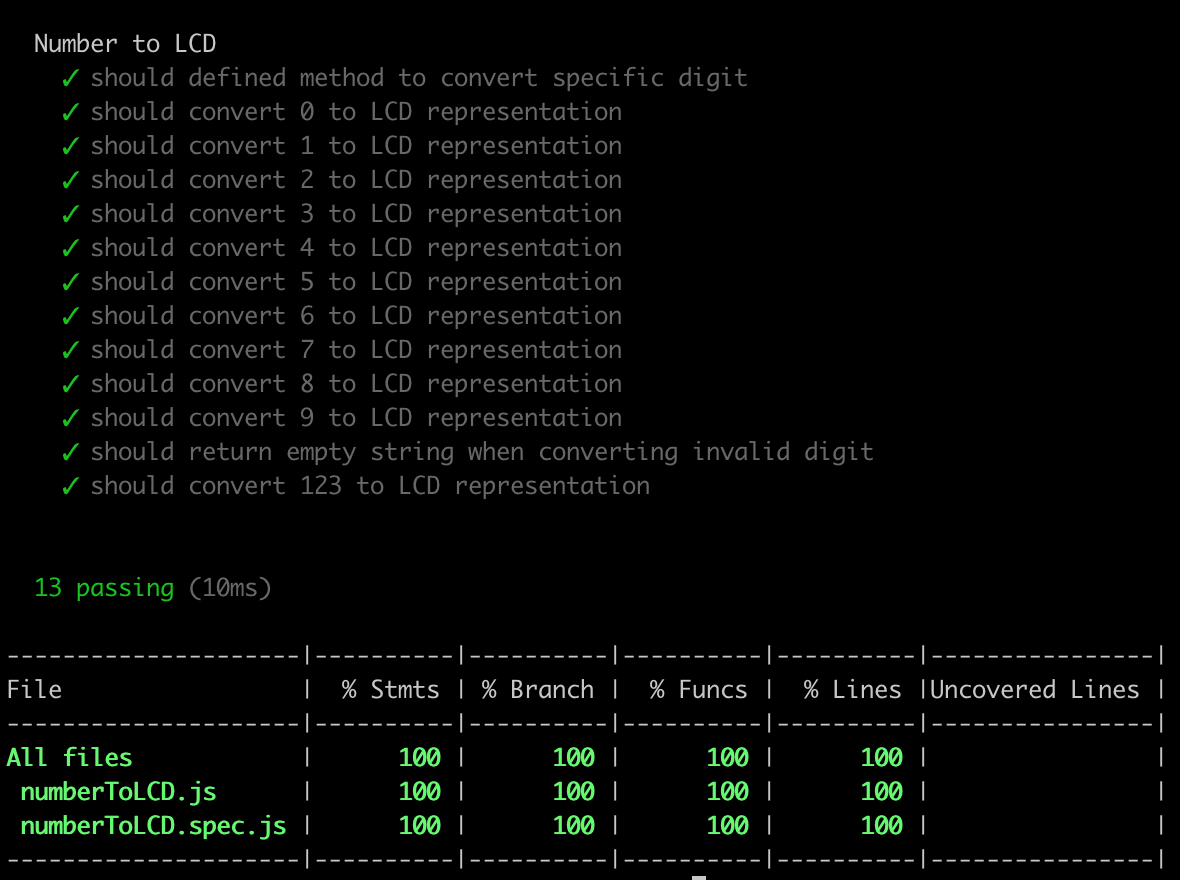 Number to LCD
✓ should defined method to convert specific digit
✓ should convert 0 to LCD representation
✓ should convert 1 to LCD representation
✓ should convert 2 to LCD representation
✓ should convert 3 to LCD representation
✓ should convert 4 to LCD representation
✓ should convert 5 to LCD representation
✓ should convert 6 to LCD representation
✓ should convert 7 to LCD representation
✓ should convert 8 to LCD representation
✓ should convert 9 to LCD representation
✓ should return empty string when converting invalid digit
✓ should convert 123 to LCD representation
13 passing (10ms)
---------------------|----------|----------|----------|----------|----------------|
File                 |  % Stmts | % Branch |  % Funcs |  % Lines |Uncovered Lines |
---------------------|----------|----------|----------|----------|----------------|
All files            |      100 |      100 |      100 |      100 |                |
 numberToLCD.js      |      100 |      100 |      100 |      100 |                |
 numberToLCD.spec.js |      100 |      100 |      100 |      100 |                |
---------------------|----------|----------|----------|----------|----------------|